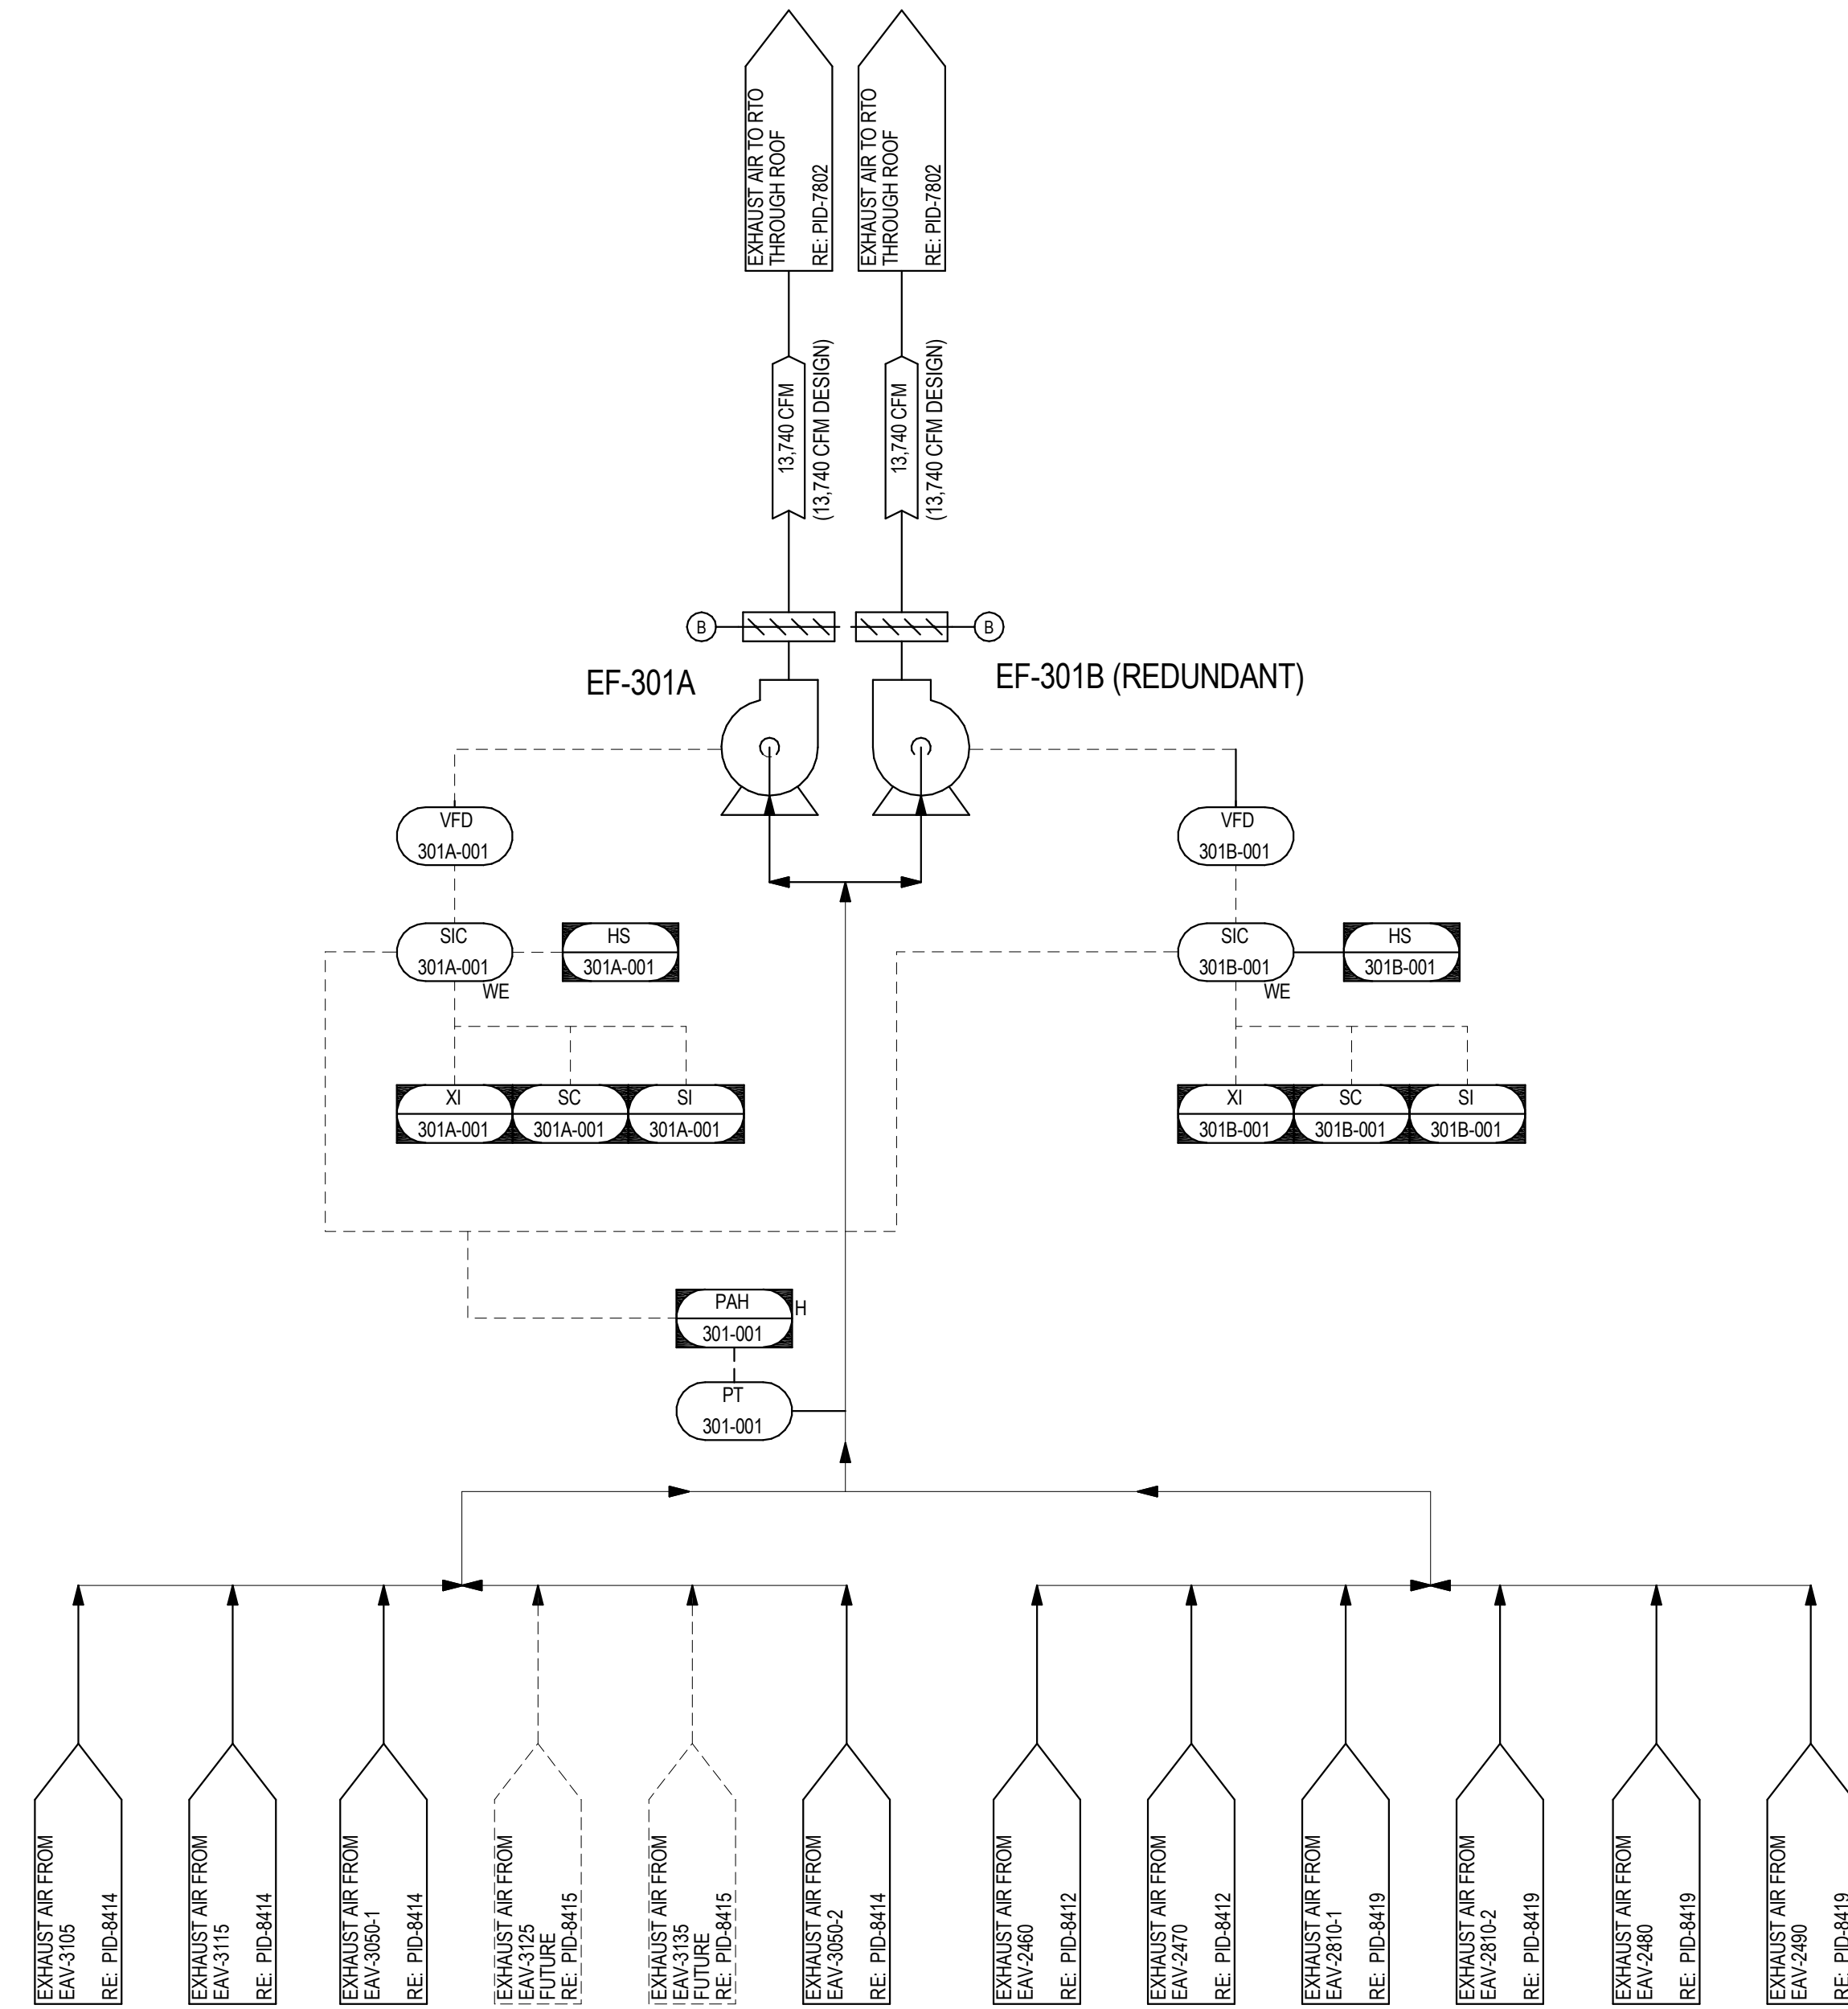 EXHAUST AIR TO RTO
THROUGH ROOF
RE: PID-7802
EXHAUST AIR TO RTO
THROUGH ROOF
RE: PID-7802
13,740 CFM
(13,740 CFM DESIGN)
13,740 CFM
(13,740 CFM DESIGN)
B
B
EF-301A
EF-301B (REDUNDANT)
VFD
301A-001
VFD
301B-001
SIC
301A-001
WE
HS
301A-001
SIC
301B-001
WE
HS
301B-001
XI
301A-001
SC
301A-001
SI
301A-001
XI
301B-001
SC
301B-001
SI
301B-001
PAH
301-001
H
PT
301-001
EXHAUST AIR FROM
EAV-3105
RE: PID-8414
EXHAUST AIR FROM
EAV-3115
RE: PID-8414
EXHAUST AIR FROM
EAV-3050-1
RE: PID-8414
EXHAUST AIR FROM
EAV-3125
FUTURE
RE: PID-8415
EXHAUST AIR FROM
EAV-3135
FUTURE
RE: PID-8415
EXHAUST AIR FROM
EAV-3050-2
RE: PID-8414
EXHAUST AIR FROM
EAV-2460
RE: PID-8412
EXHAUST AIR FROM
EAV-2470
RE: PID-8412
EXHAUST AIR FROM
EAV-2810-1
RE: PID-8419
EXHAUST AIR FROM
EAV-2810-2
RE: PID-8419
EXHAUST AIR FROM
EAV-2480
RE: PID-8419
EXHAUST AIR FROM
EAV-2490
RE: PID-8419